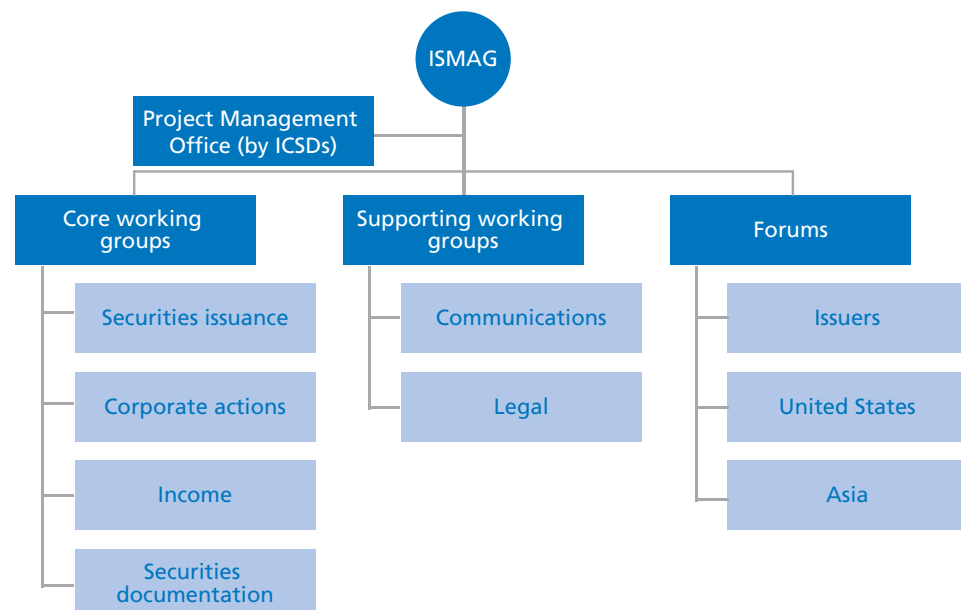 ISMAG
Project Management
Office (by ICSDs)
Core working
groups
Securities issuance
Corporate actions
Income
Securities
documentation
Supporting working
groups
Communications
Legal
Forums
Issuers
United States
Asia